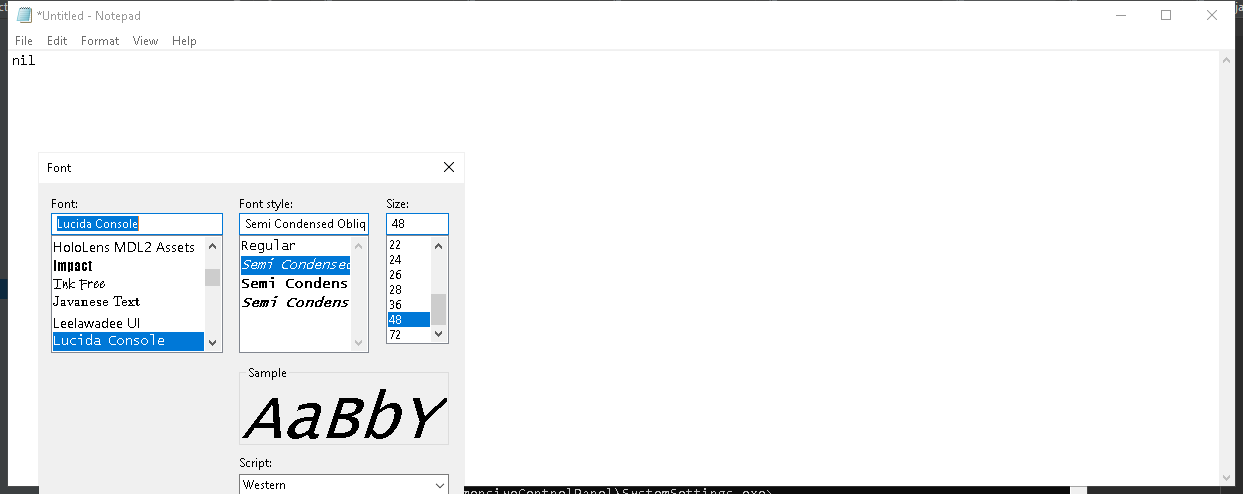 *Untitled - Notepad
File Edit Format View Help
nil
Font
Font: Font style: Size:
Lucida Console Semi Condensed Obliq 48
HoloLens MDL2 Assets Regular 22
Impact Semi Condensed 24
Ink Free Semi Condens 26
Javanese Text Semi Condens 28
Leelawadee UI 36
Lucida Console 48
72
Sample
AaBbY
Script:
Western
mensiveControlPanel\SystemSettings.exe>